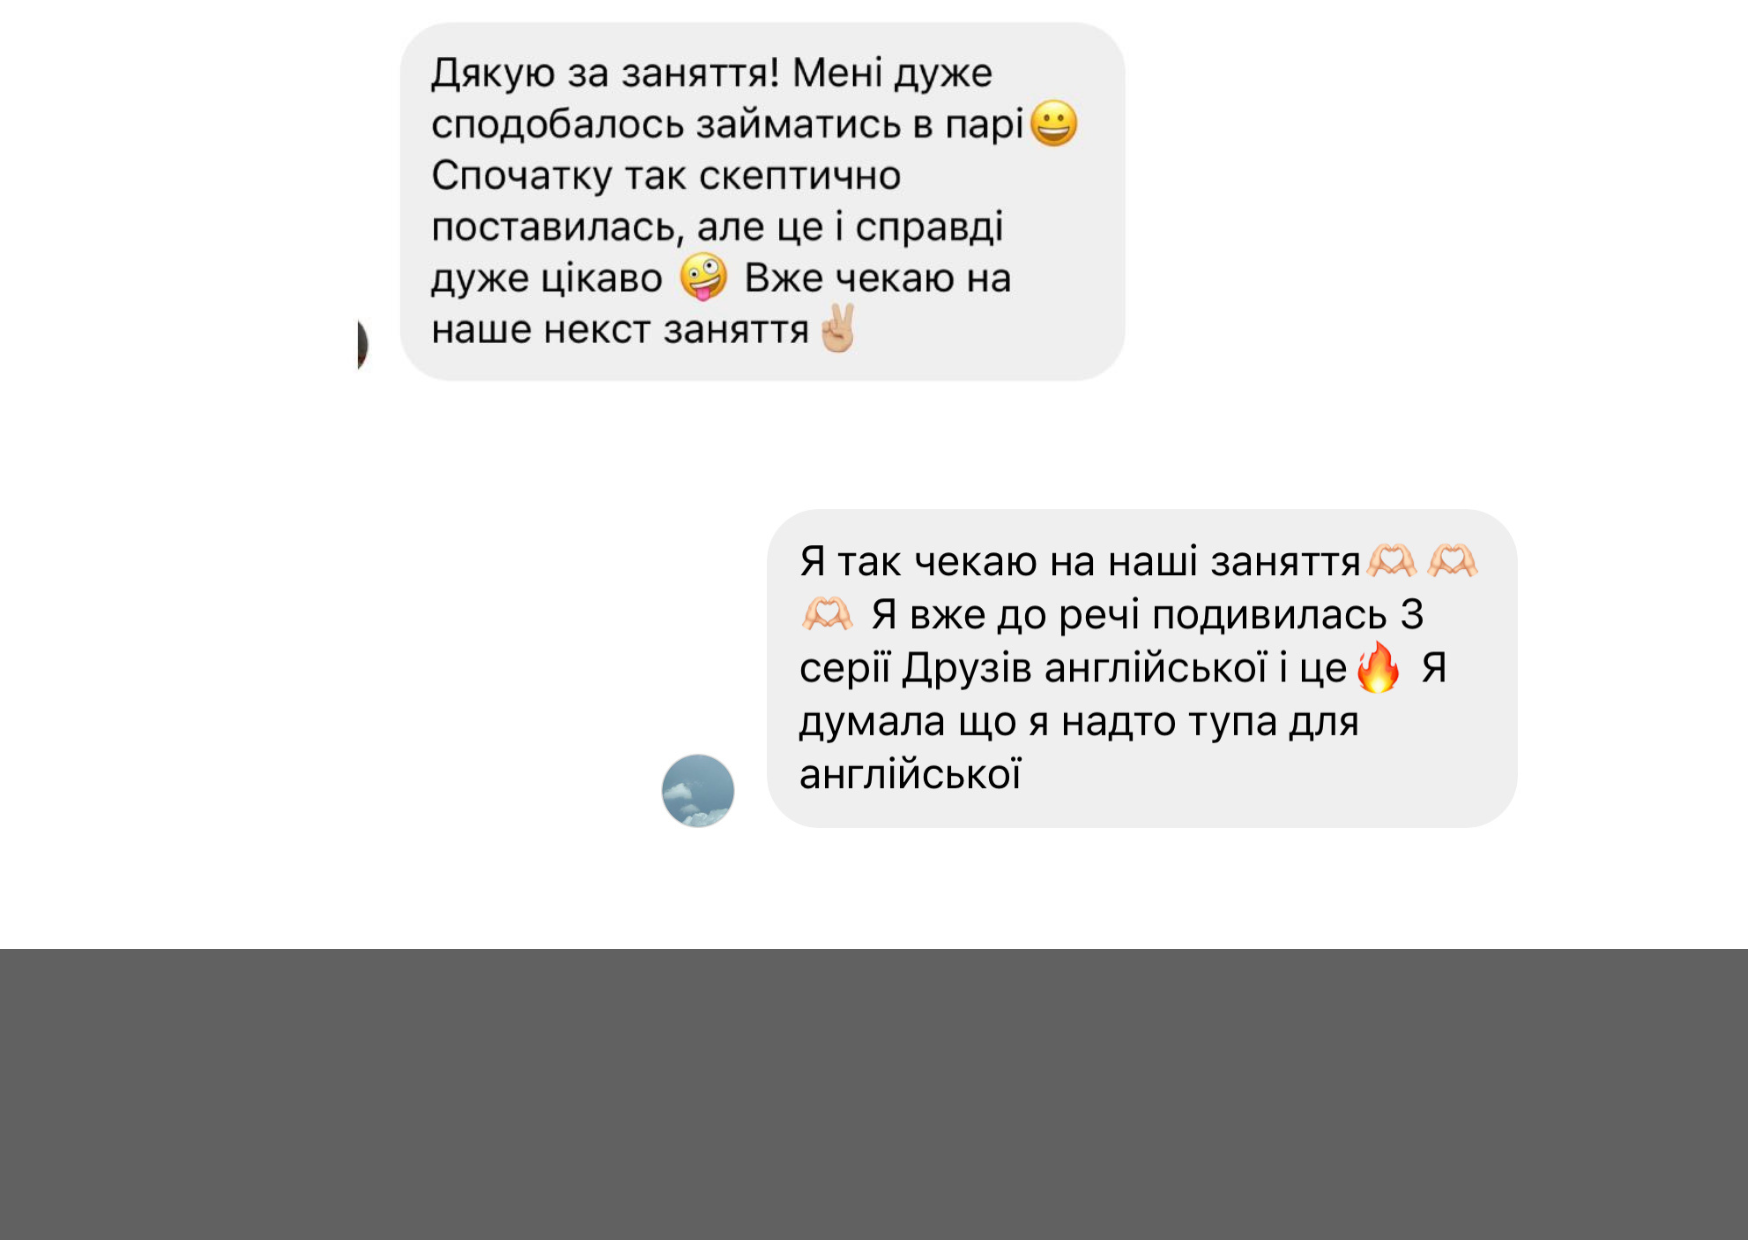 Дякую за заняття! Мені дуже
сподобалось займатись в парі😀
Спочатку так скептично
поставилась, але це і справді
дуже цікаво 🤪 Вже чекаю на
наше некст заняття✌🏼
Я так чекаю на наші заняття🫶🏻 🫶🏻
🫶🏻 Я вже до речі подивилась 3
серії Друзів англійської і це🔥 Я
думала що я надто тупа для
англійської